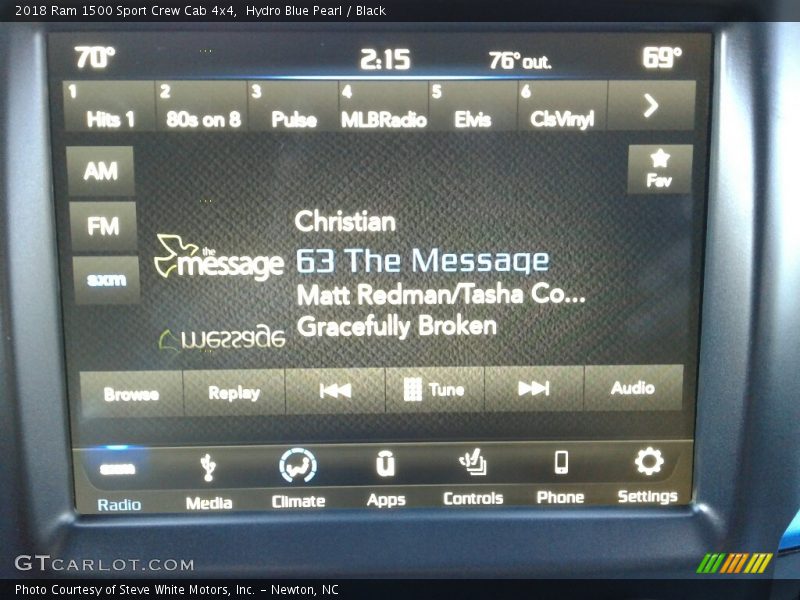 2018 Ram 1500 Sport Crew Cab 4x4,  Hydro Blue Pearl / Black
70° 2:15 76° out. 69°
1 2 3 4 5 6
Hits 1 80s on 8 Pulse MLBRadio Elvis ClsVinyl
AM
Fav
FM
sxm
the message
Christian
63 The Message
Matt Redman/Tasha Co...
Gracefully Broken
message
Browse Replay Tune Audio
sxm
Radio Media Climate Apps Controls Phone Settings
GTcarlot.com
Photo Courtesy of Steve White Motors, Inc. - Newton, NC